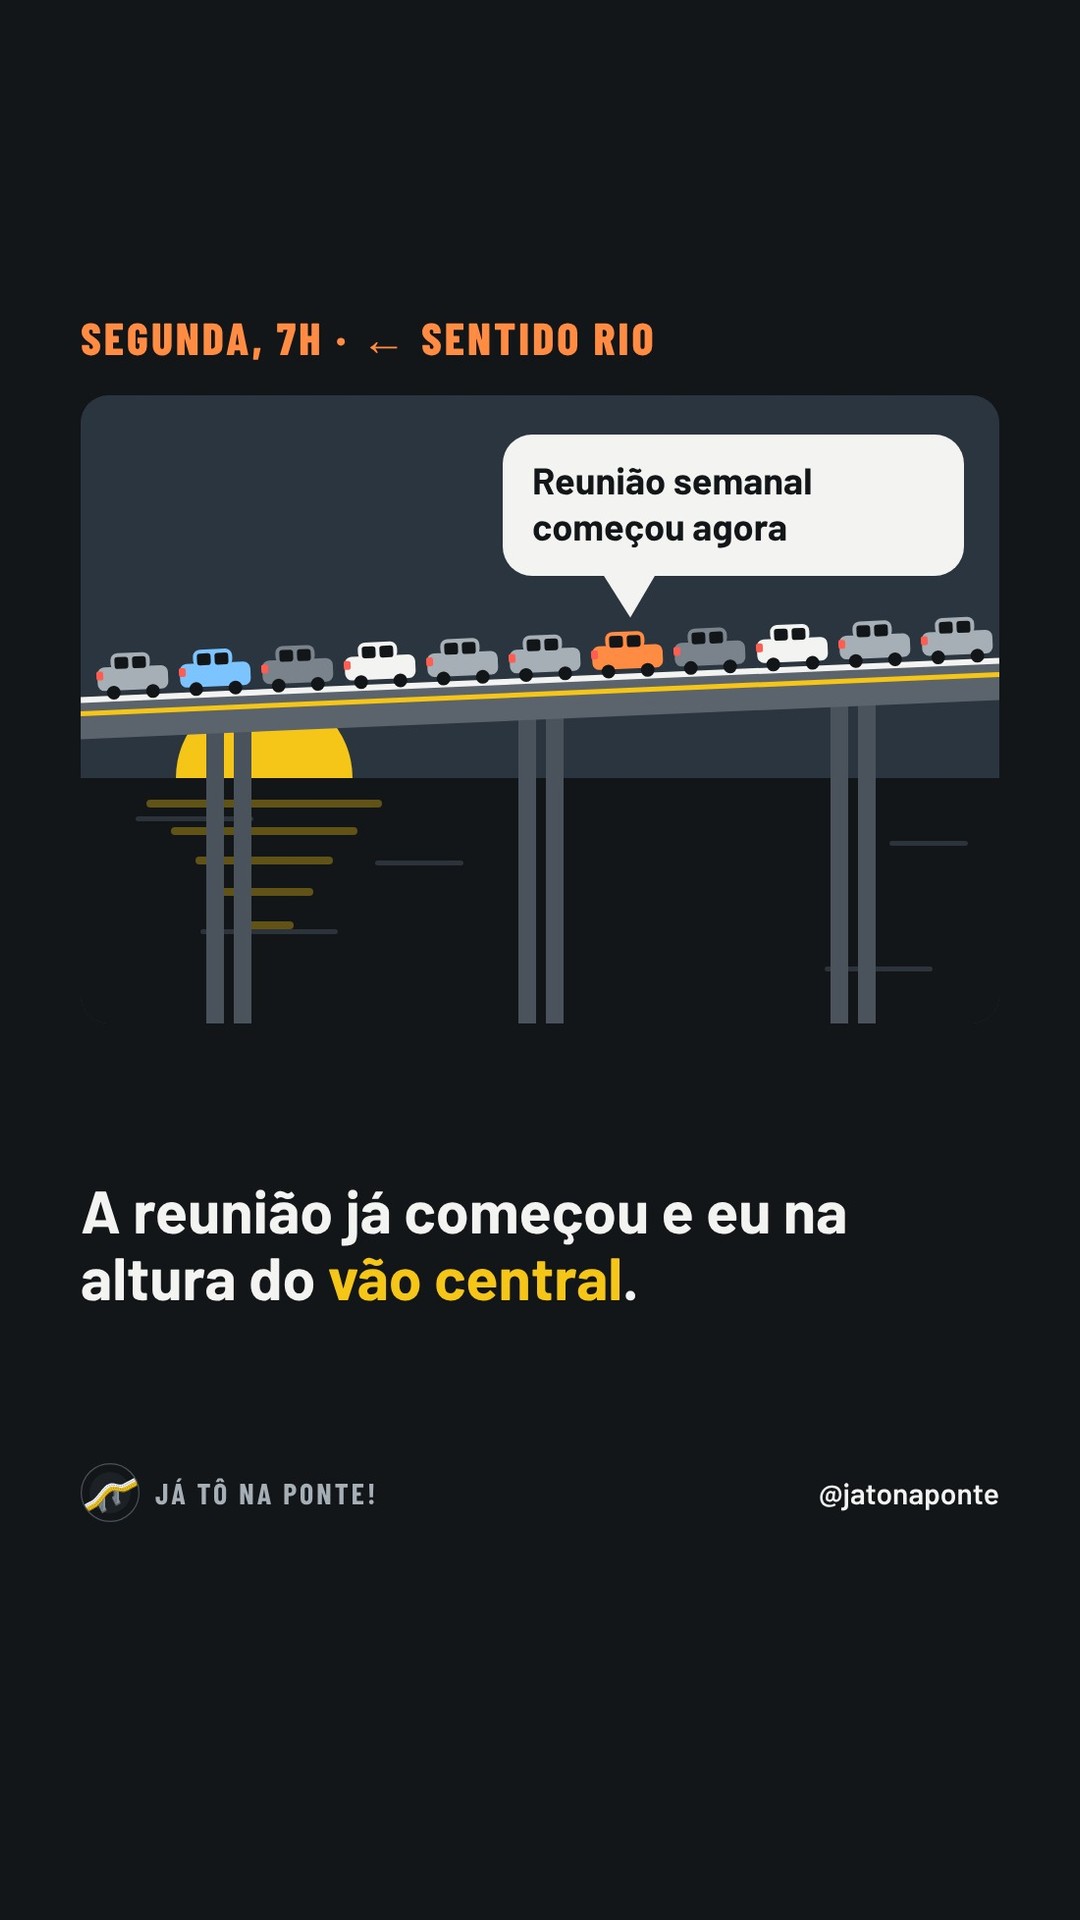 SEGUNDA, 7H · ← SENTIDO RIO
Reunião semanal
começou agora
A reunião já começou e eu na
altura do vão central.
JÁ TÔ NA PONTE!
@jatonaponte